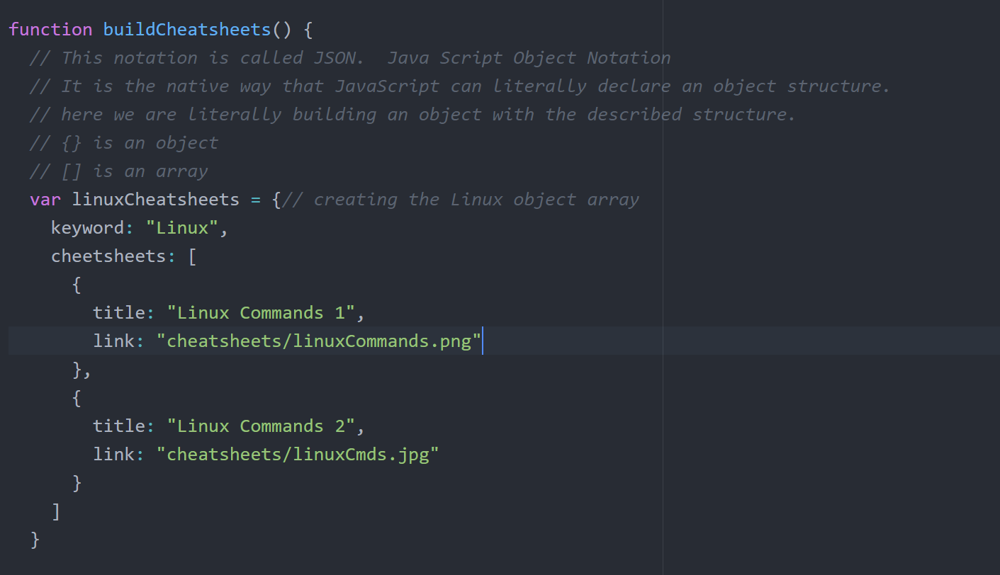 function buildCheatsheets() {
  // This notation is called JSON.  Java Script Object Notation
  // It is the native way that JavaScript can literally declare an object structure.
  // here we are literally building an object with the described structure.
  // {} is an object
  // [] is an array
  var linuxCheatsheets = {// creating the Linux object array
    keyword: "Linux",
    cheetsheets: [
      {
        title: "Linux Commands 1",
        link: "cheatsheets/linuxCommands.png"
      },
      {
        title: "Linux Commands 2",
        link: "cheatsheets/linuxCmds.jpg"
      }
    ]
  }